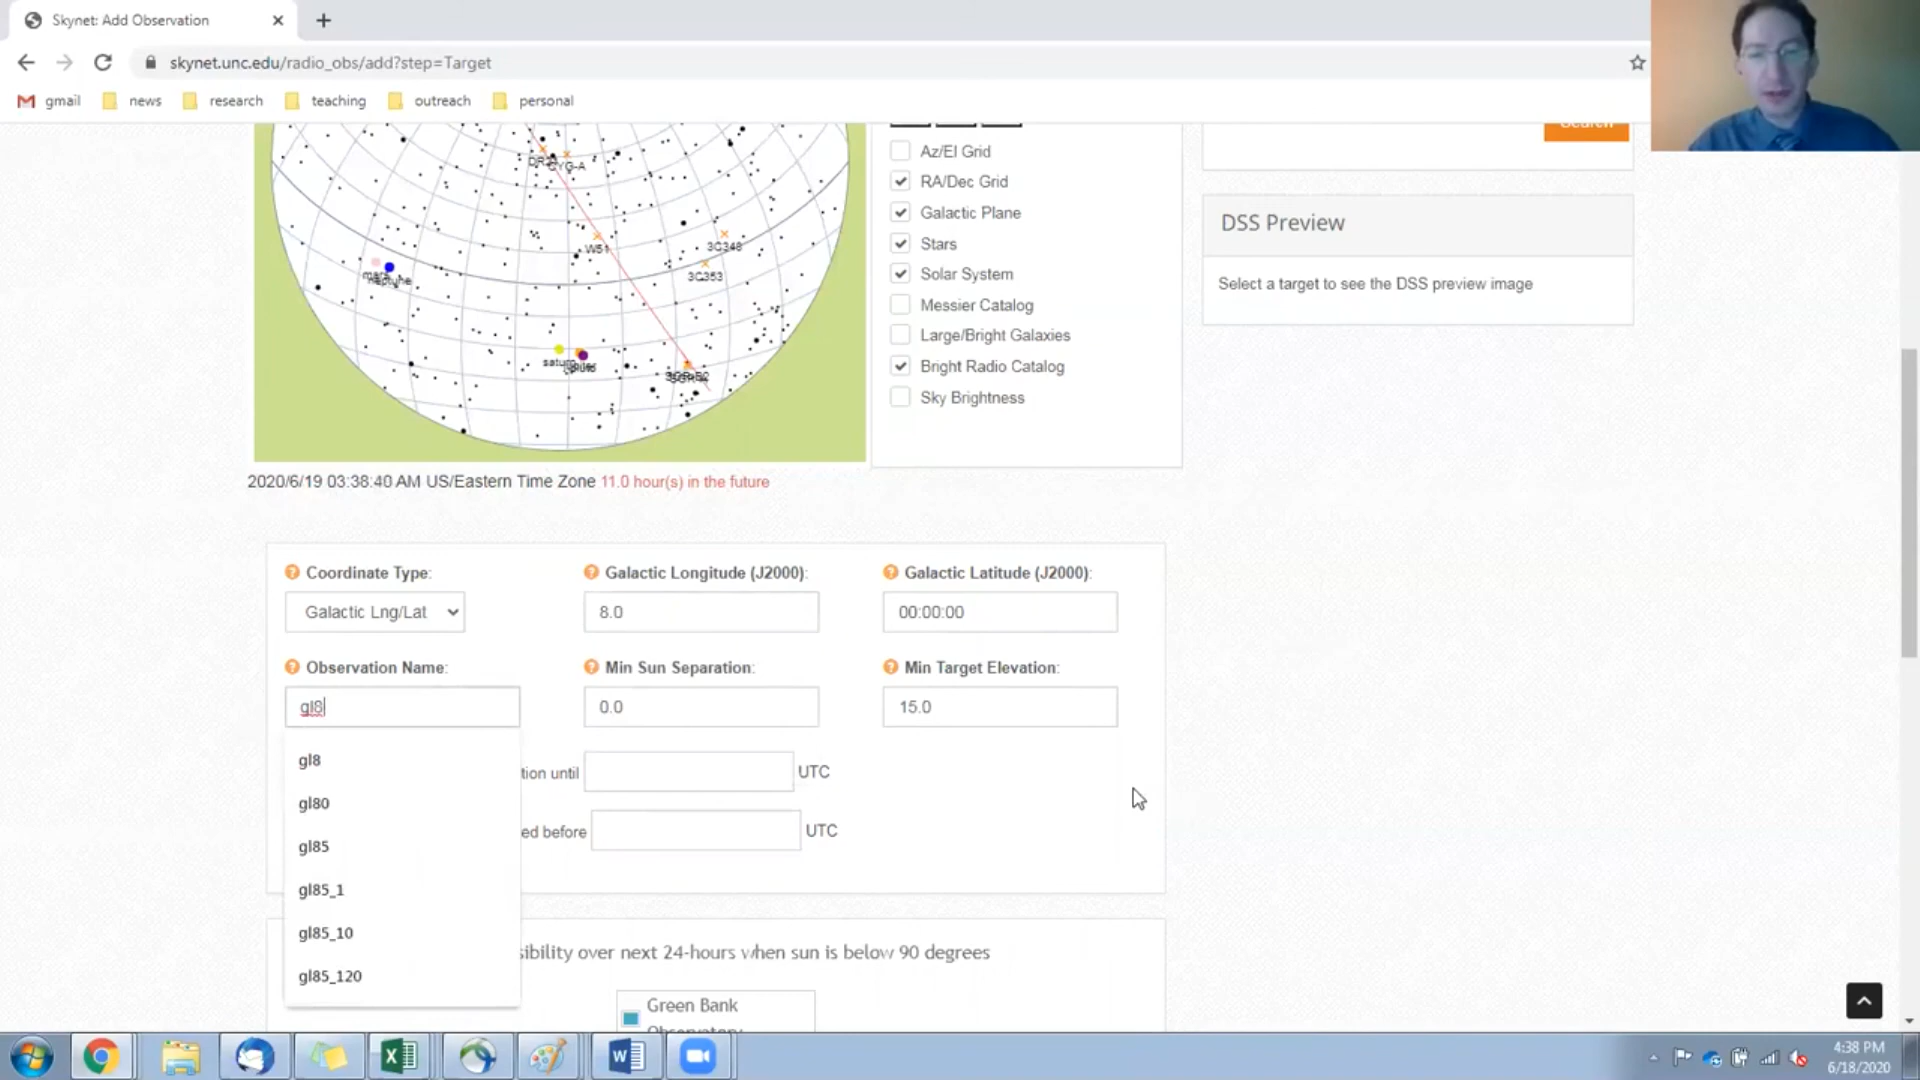 Skynet: Add Observation
skynet.unc.edu/radio_obs/add?step=Target
gmail
news
research
teaching
outreach
personal
CYG-A
W51
3C348
3C353
neptune
Az/El Grid
RA/Dec Grid
Galactic Plane
Stars
Solar System
Messier Catalog
Large/Bright Galaxies
Bright Radio Catalog
Sky Brightness
DSS Preview
Select a target to see the DSS preview image
2020/6/19 03:38:40 AM US/Eastern Time Zone 11.0 hour(s) in the future
Coordinate Type:
Galactic Longitude (J2000):
Galactic Latitude (J2000):
Galactic Lng/Lat
8.0
00:00:00
Observation Name:
Min Sun Separation:
Min Target Elevation:
gl8
0.0
15.0
gl8
gl80
gl85
gl85_1
gl85_10
gl85_120
tion until
UTC
ed before
UTC
sibility over next 24-hours when sun is below 90 degrees
Green Bank
4:38 PM
6/18/2020